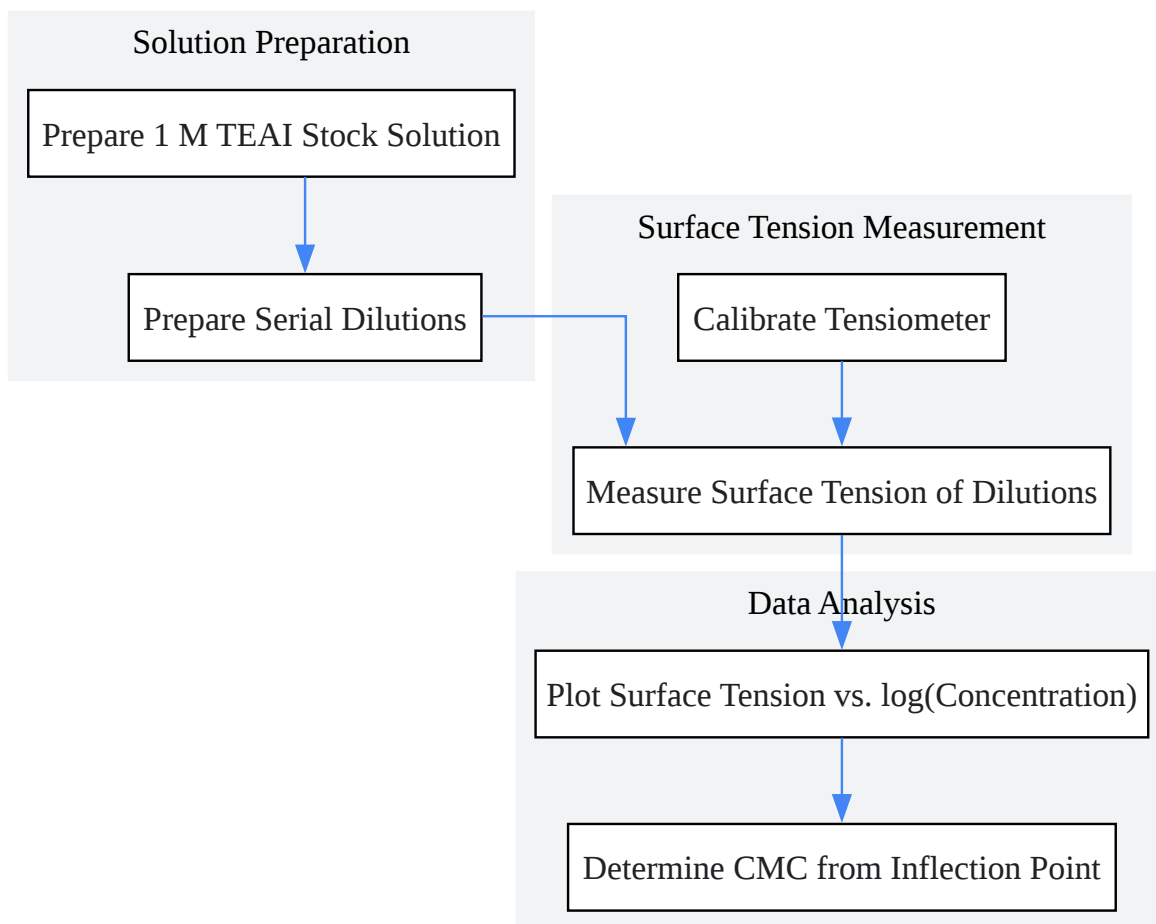 Solution Preparation
Prepare 1 M TEAI Stock Solution
Prepare Serial Dilutions
Surface Tension Measurement
Calibrate Tensiometer
Measure Surface Tension of Dilutions
Data Analysis
Plot Surface Tension vs. log(Concentration)
Determine CMC from Inflection Point